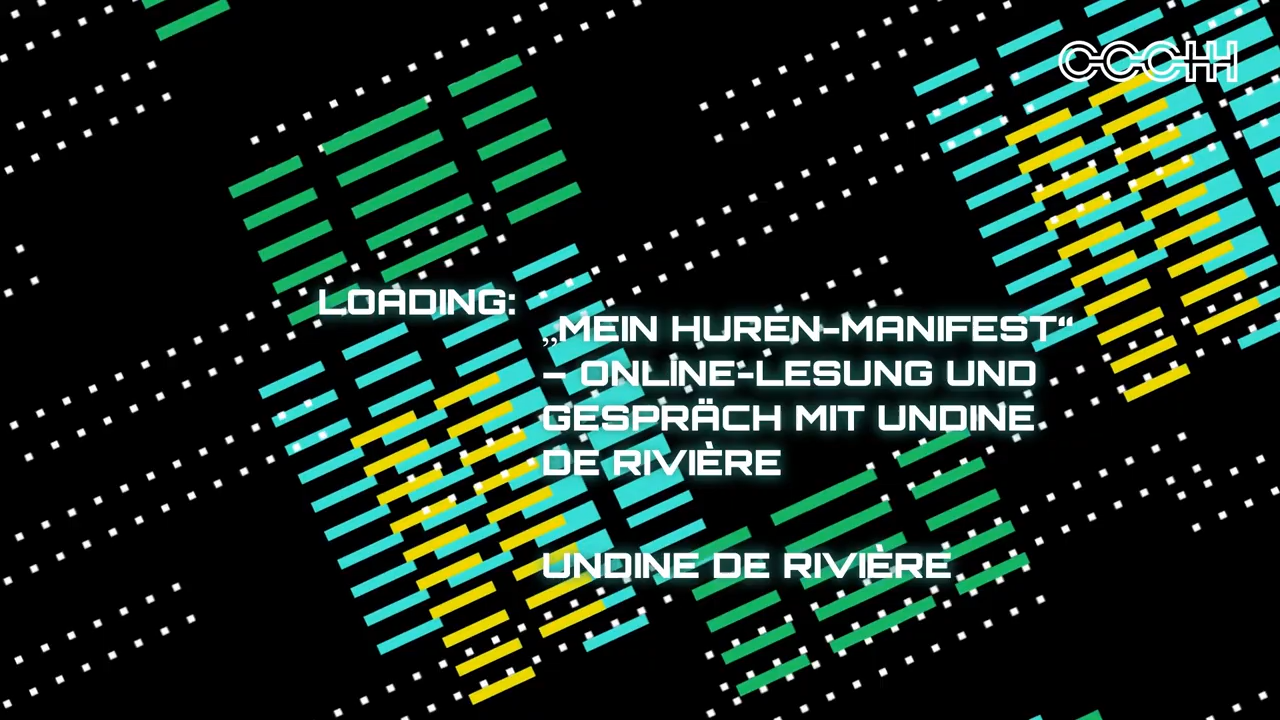 CCCHH
LOADING:
„MEIN HUREN-MANIFEST“
– ONLINE-LESUNG UND
GESPRÄCH MIT UNDINE
DE RIVIÈRE
UNDINE DE RIVIÈRE